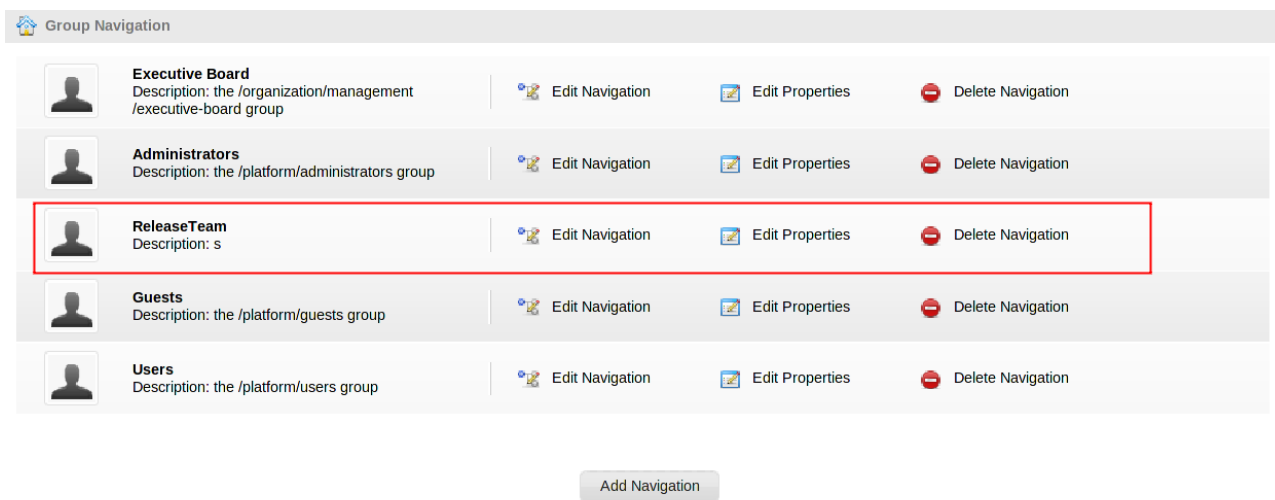 Group Navigation
Executive Board
Description: the /organization/management
/executive-board group
Edit Navigation
Edit Properties
Delete Navigation
Administrators
Description: the /platform/administrators group
Edit Navigation
Edit Properties
Delete Navigation
ReleaseTeam
Description: s
Edit Navigation
Edit Properties
Delete Navigation
Guests
Description: the /platform/guests group
Edit Navigation
Edit Properties
Delete Navigation
Users
Description: the /platform/users group
Edit Navigation
Edit Properties
Delete Navigation
Add Navigation